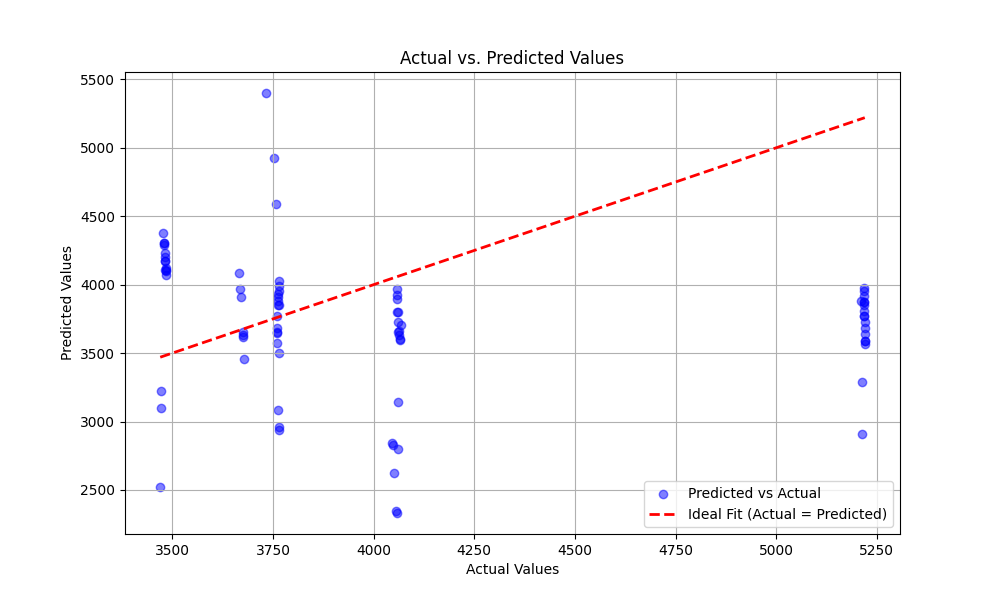 Actual vs. Predicted Values
Predicted Values
5500
5000
4500
4000
3500
3000
2500
3500 3750 4000 4250 4500 4750 5000 5250
Actual Values
Predicted vs Actual
Ideal Fit (Actual = Predicted)